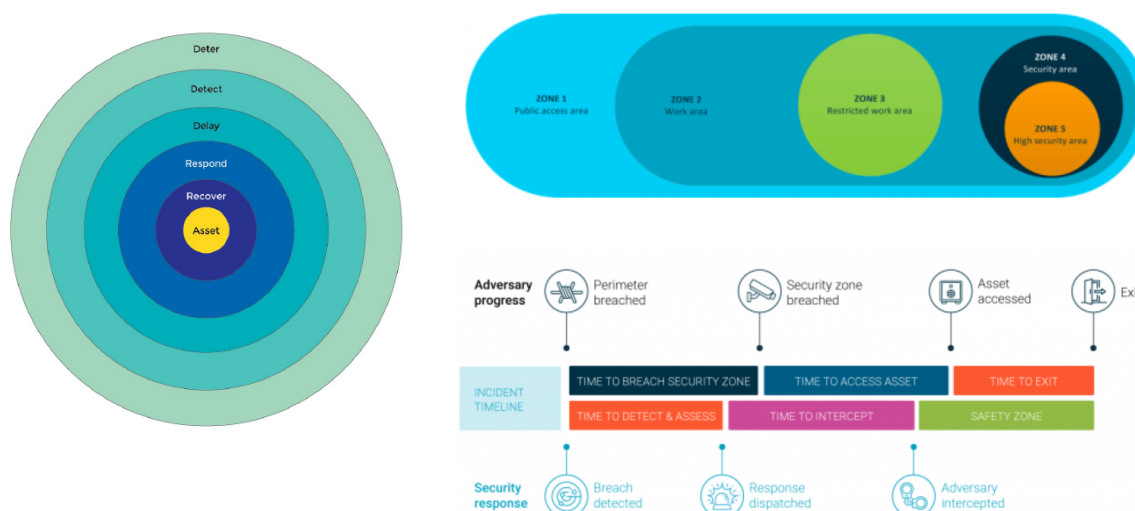 Deter
Detect
Delay
Respond
Recover
Asset
ZONE 1
Public access area
ZONE 2
Work area
ZONE 3
Restricted work area
ZONE 4
Security area
ZONE 5
High security area
Adversary
progress
Perimeter
breached
Security zone
breached
Asset
accessed
Exi
INCIDENT
TIMELINE
TIME TO BREACH SECURITY ZONE
TIME TO ACCESS ASSET
TIME TO EXIT
TIME TO DETECT & ASSESS
TIME TO INTERCEPT
SAFETY ZONE
Security
response
Breach
detected
Response
dispatched
Adversary
intercepted